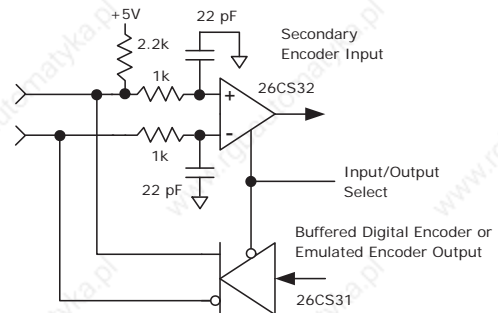 +5V
22 pF
Secondary
Encoder Input
2.2k
1k
26CS32
+
-
1k
22 pF
Input/Output
Select
Buffered Digital Encoder or
Emulated Encoder Output
26CS31